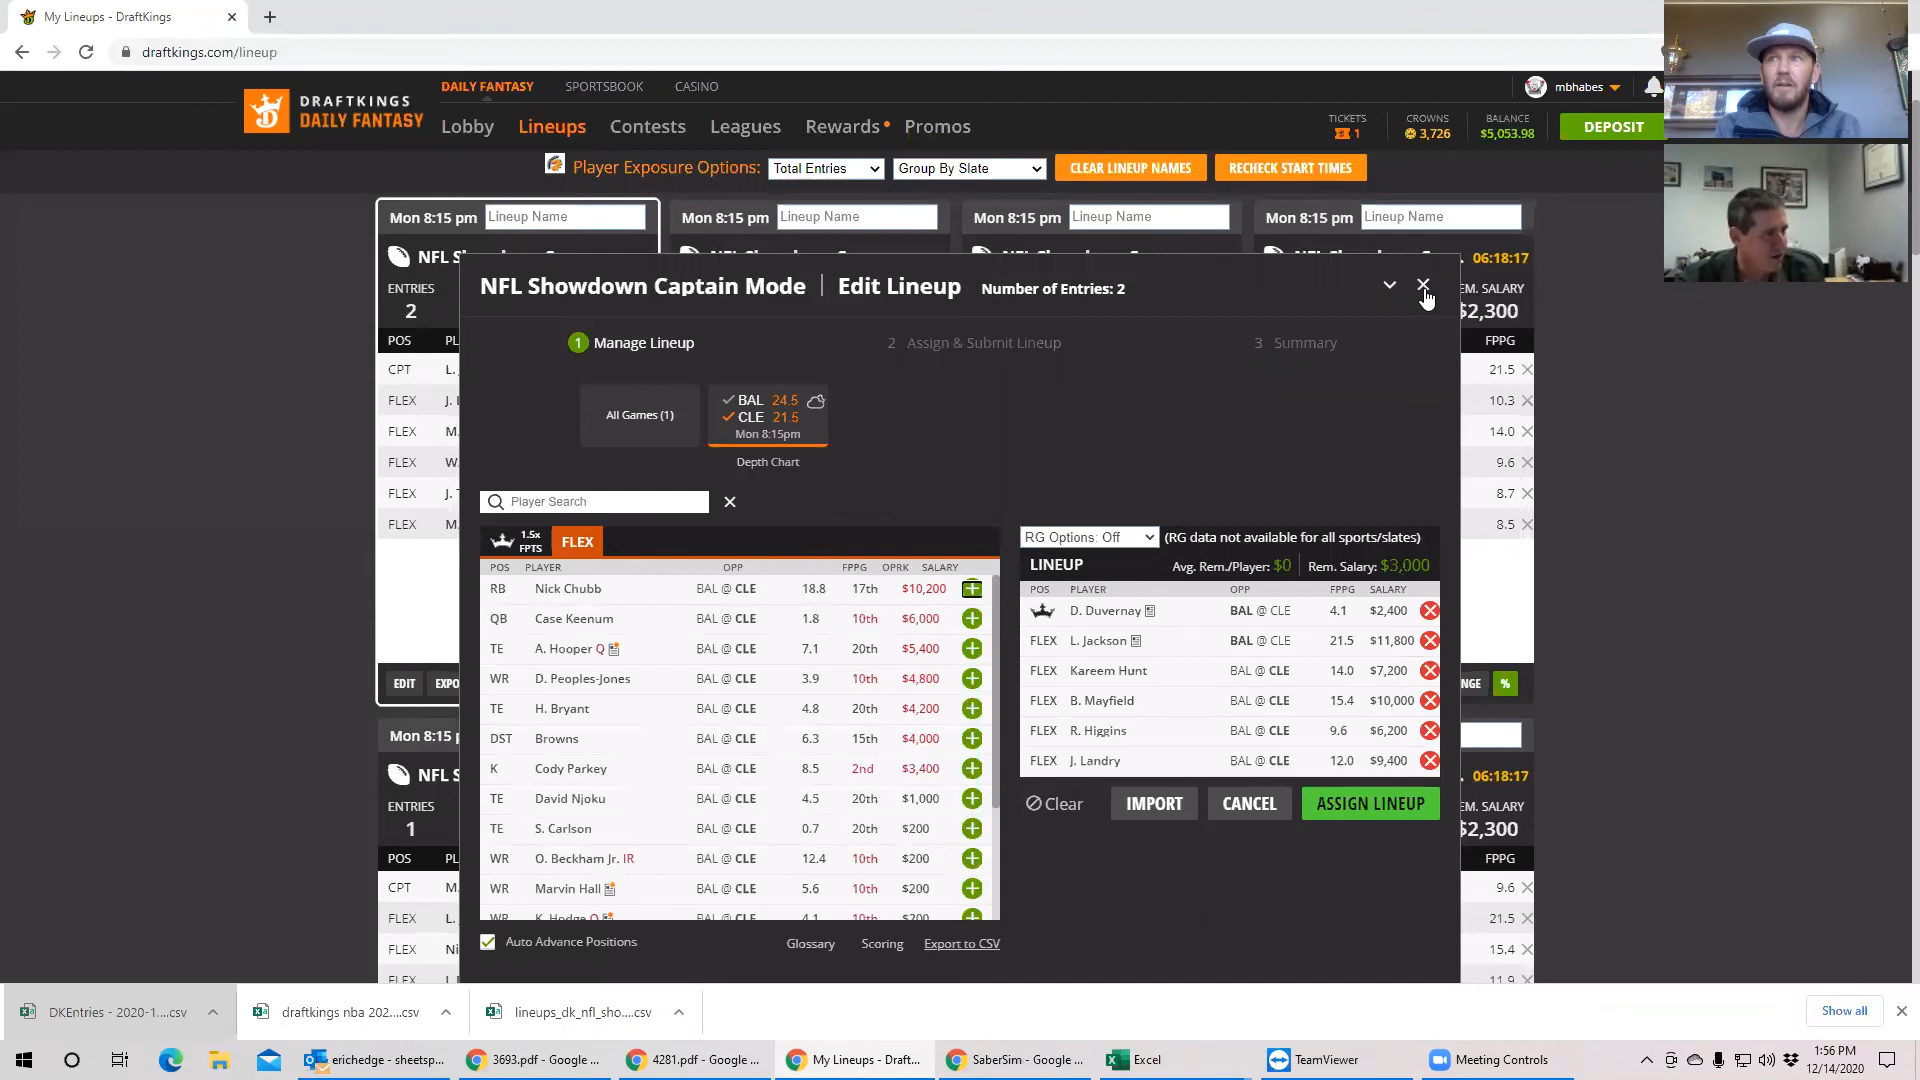 My Lineups - DraftKings
draftkings.com/lineup
DRAFTKINGS
DAILY FANTASY
DAILY FANTASY SPORTSBOOK CASINO
mbhabes
Lobby Lineups Contests Leagues Rewards Promos
TICKETS 1
CROWNS 3,726
BALANCE $5,053.98
DEPOSIT
Player Exposure Options: Total Entries Group By Slate CLEAR LINEUP NAMES RECHECK START TIMES
Mon 8:15 pm Lineup Name Mon 8:15 pm Lineup Name Mon 8:15 pm Lineup Name Mon 8:15 pm Lineup Name
NFL S
06:18:17
ENTRIES
2
SALARY
$2,300
POS PL
FPPG
CPT L.
21.5
FLEX J. L
10.3
FLEX M.
14.0
FLEX W.
9.6
FLEX J.
8.7
FLEX M.
8.5
EDIT EXPO
NGE %
NFL Showdown Captain Mode | Edit Lineup Number of Entries: 2
1 Manage Lineup 2 Assign & Submit Lineup 3 Summary
All Games (1)
BAL 24.5
CLE 21.5
Mon 8:15pm
Depth Chart
Player Search
1.5x FPTS FLEX
POS PLAYER OPP FPPG OPRK SALARY
RB Nick Chubb BAL @ CLE 18.8 17th $10,200
QB Case Keenum BAL @ CLE 1.8 10th $6,000
TE A. Hooper Q BAL @ CLE 7.1 20th $5,400
WR D. Peoples-Jones BAL @ CLE 3.9 10th $4,800
TE H. Bryant BAL @ CLE 4.8 20th $4,200
DST Browns BAL @ CLE 6.3 15th $4,000
K Cody Parkey BAL @ CLE 8.5 2nd $3,400
TE David Njoku BAL @ CLE 4.5 20th $1,000
TE S. Carlson BAL @ CLE 0.7 20th $200
WR O. Beckham Jr. IR BAL @ CLE 12.4 10th $200
WR Marvin Hall BAL @ CLE 5.6 10th $200
WR K. Hodge Q BAL @ CLE 4.1 10th $200
Auto Advance Positions
Glossary Scoring Export to CSV
RG Options: Off (RG data not available for all sports/slates)
LINEUP Avg. Rem./Player: $0 Rem. Salary: $3,000
POS PLAYER OPP FPPG SALARY
D. Duvernay BAL @ CLE 4.1 $2,400
FLEX L. Jackson BAL @ CLE 21.5 $11,800
FLEX Kareem Hunt BAL @ CLE 14.0 $7,200
FLEX B. Mayfield BAL @ CLE 15.4 $10,000
FLEX R. Higgins BAL @ CLE 9.6 $6,200
FLEX J. Landry BAL @ CLE 12.0 $9,400
Clear IMPORT CANCEL ASSIGN LINEUP
Mon 8:15 p
NFL S
06:18:17
ENTRIES
1
EM. SALARY
$2,300
POS PL
FPPG
CPT M.
9.6
FLEX L.
21.5
FLEX Ni
15.4
FLEX
11.9
DKEntries - 2020-1....csv draftkings nba 202....csv lineups_dk_nfl_sho....csv Show all
erichedge - sheetsp... 3693.pdf - Google ... 4281.pdf - Google ... My Lineups - Draft... SaberSim - Google ... Excel TeamViewer Meeting Controls
1:56 PM
12/14/2020